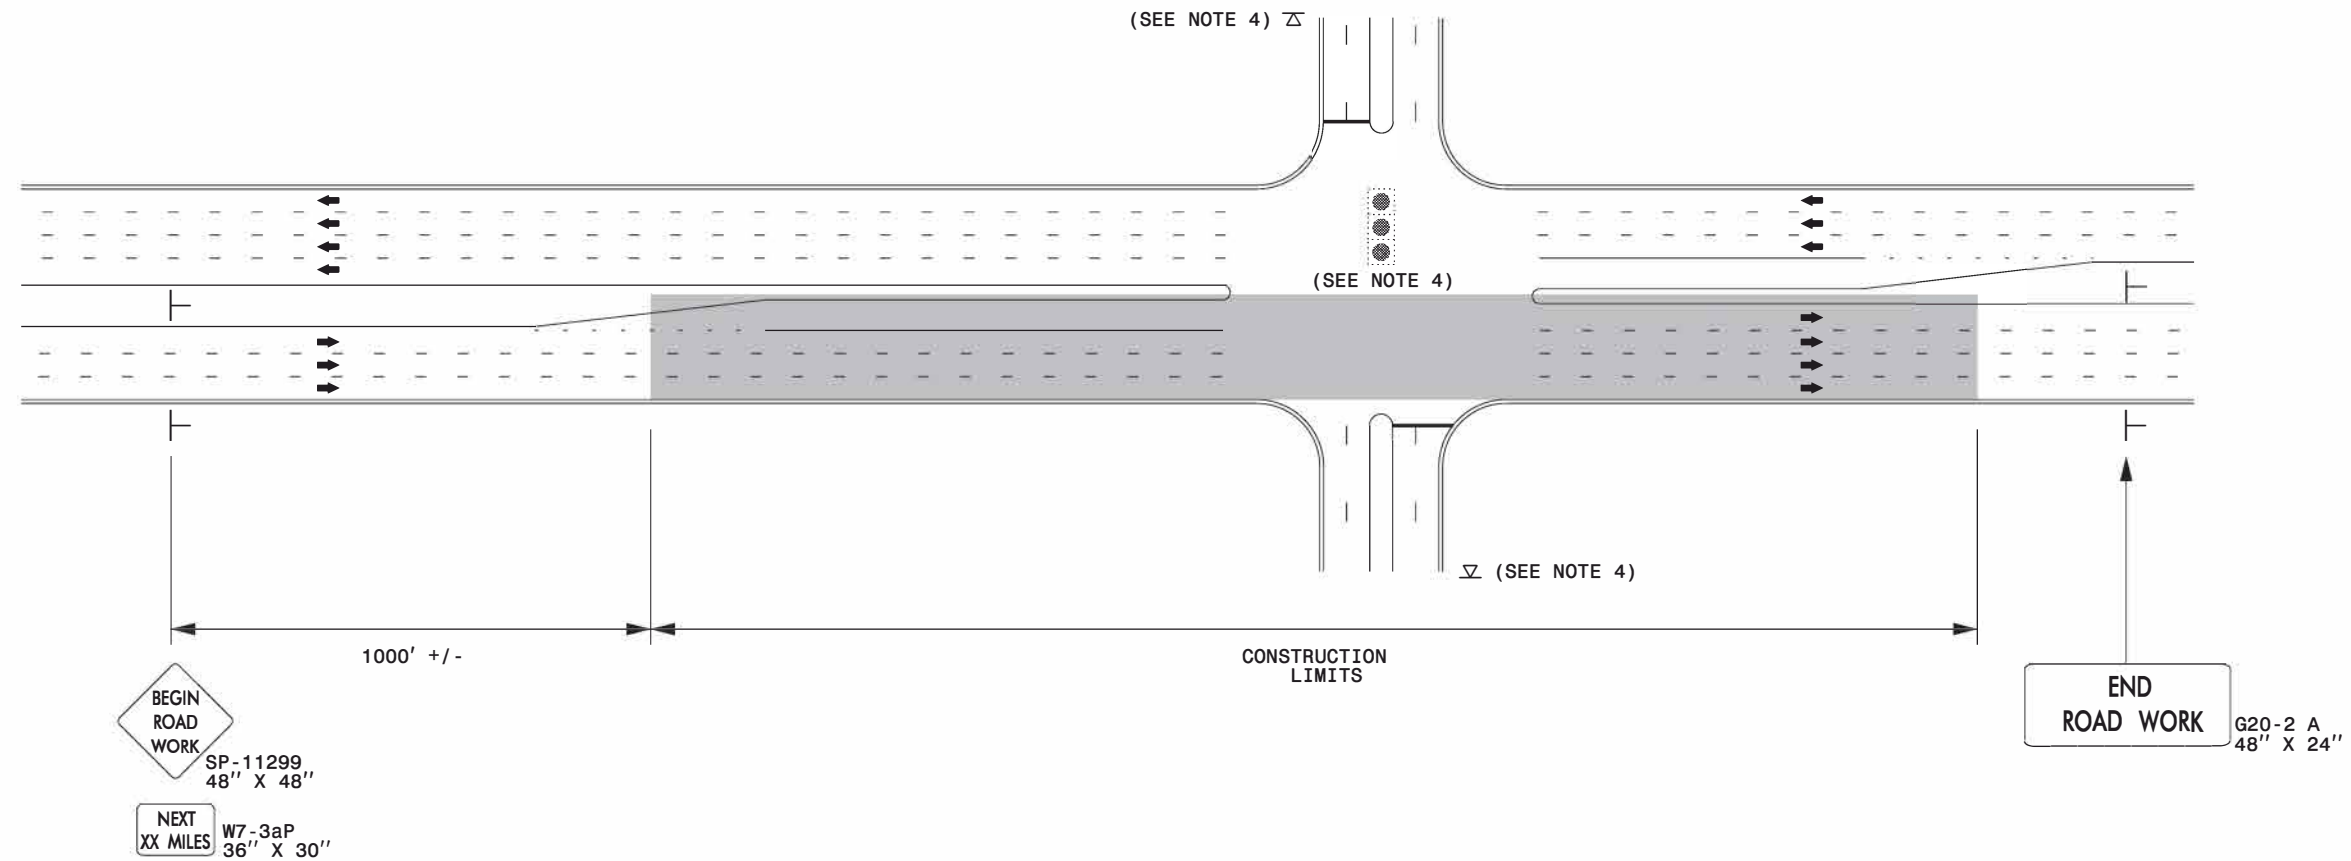 (SEE NOTE 4)
(SEE NOTE 4)
(SEE NOTE 4)
1000' +/-
CONSTRUCTION
LIMITS
BEGIN
ROAD
WORK
SP-11299
48'' X 48''
NEXT
XX MILES
W7-3aP
36'' X 30''
END
ROAD WORK
G20-2 A
48'' X 24''